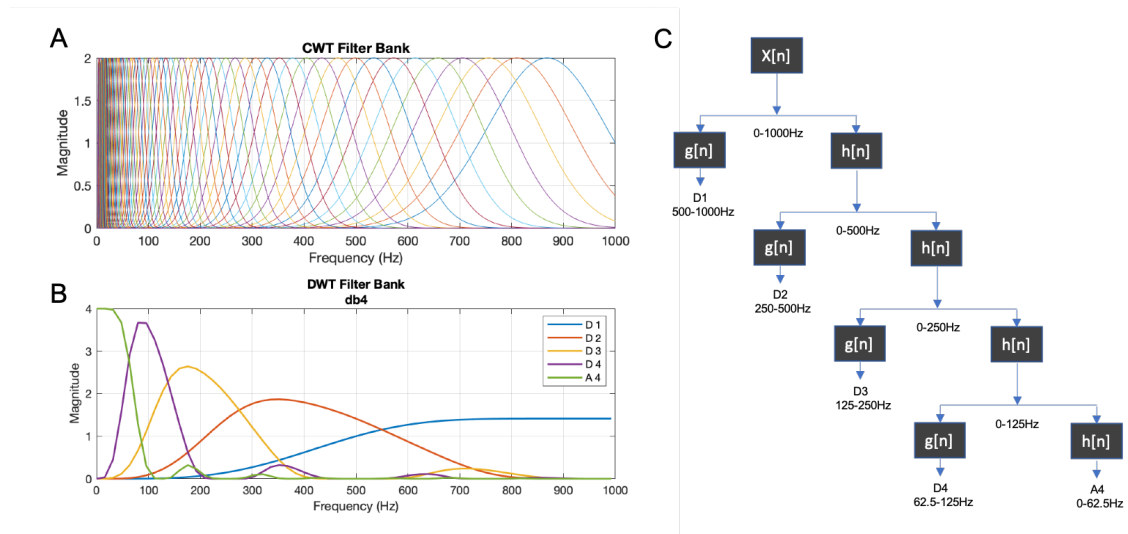 A
CWT Filter Bank
2
1.5
1
0.5
0
Magnitude
0 100 200 300 400 500 600 700 800 900 1000
Frequency (Hz)
B
DWT Filter Bank
db4
4
3
2
1
0
Magnitude
D 1
D 2
D 3
D 4
A 4
0 100 200 300 400 500 600 700 800 900 1000
Frequency (Hz)
C
X[n]
0-1000Hz
g[n] h[n]
D1
500-1000Hz
0-500Hz
g[n] h[n]
D2
250-500Hz
0-250Hz
g[n] h[n]
D3
125-250Hz
0-125Hz
g[n] h[n]
D4 A4
62.5-125Hz 0-62.5Hz